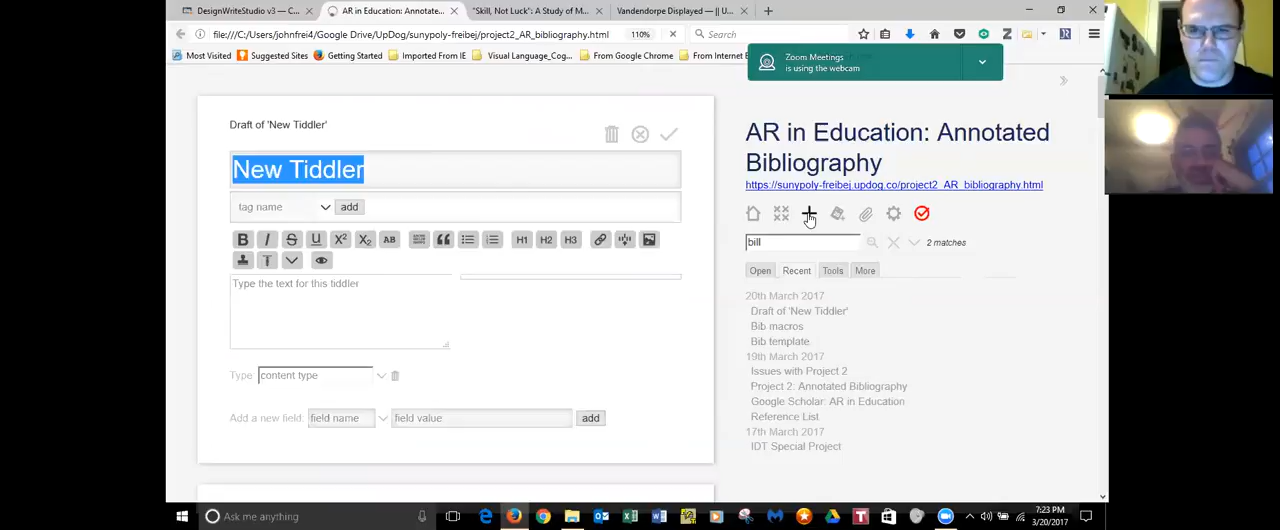 DesignWriteStudio v3 — C...
AR in Education: Annotate...
"Skill, Not Luck": A Study of M...
Vandendorpe Displayed — || U...
file:///C:/Users/johnfrei4/Google Drive/UpDog/sunypoly-freibej/project2_AR_bibliography.html
110%
Search
Most Visited
Suggested Sites
Getting Started
Imported From IE
Visual Language_Cog...
From Google Chrome
From Internet E
Zoom Meetings
is using the webcam
Draft of 'New Tiddler'
New Tiddler
tag name
add
B I S U X2 X2 AB H1 H2 H3
T
Type the text for this tiddler
Type:
content type
Add a new field:
field name
field value
add
AR in Education: Annotated
Bibliography
https://sunypoly-freibej.updog.co/project2_AR_bibliography.html
bill
2 matches
Open
Recent
Tools
More
20th March 2017
Draft of 'New Tiddler'
Bib macros
Bib template
19th March 2017
Issues with Project 2
Project 2: Annotated Bibliography
Google Scholar: AR in Education
Reference List
17th March 2017
IDT Special Project
Ask me anything
7:23 PM
3/20/2017